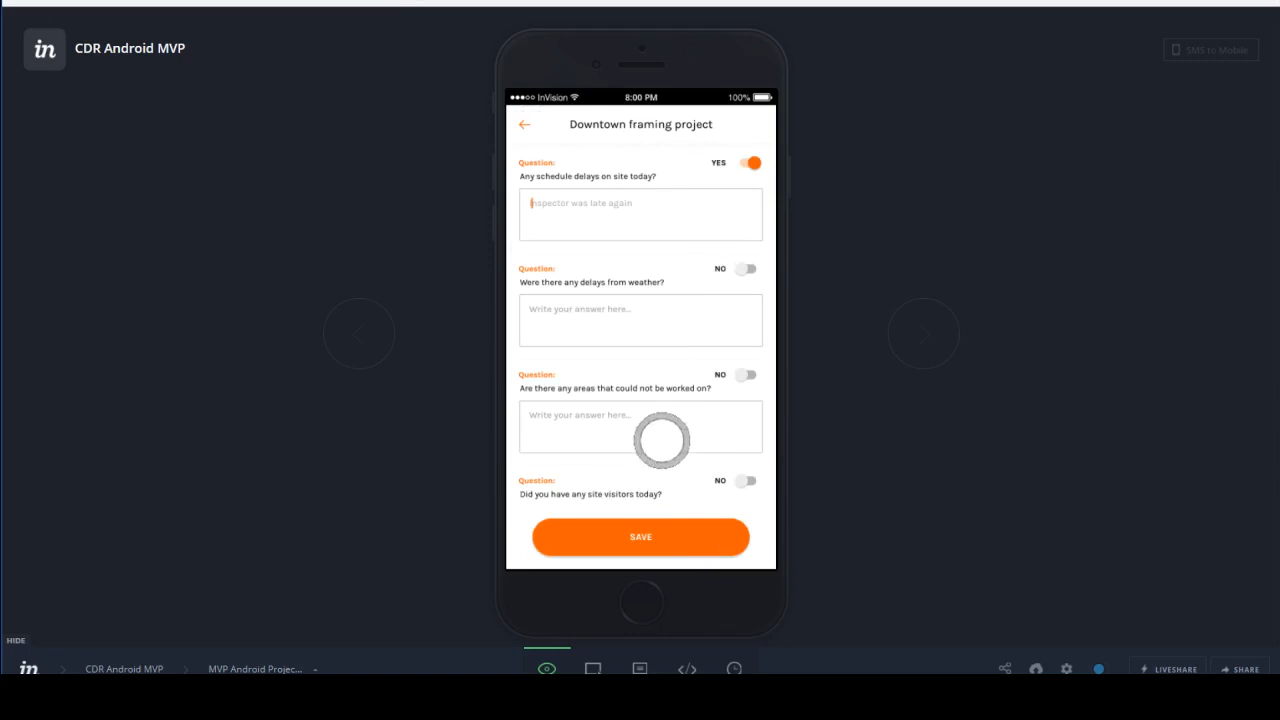 in CDR Android MVP
SMS to Mobile
InVision 8:00 PM 100%
Downtown framing project
Question: YES
Any schedule delays on site today?
Inspector was late again
Question: NO
Were there any delays from weather?
Write your answer here...
Question: NO
Are there any areas that could not be worked on?
Write your answer here...
Question: NO
Did you have any site visitors today?
SAVE
HIDE
in CDR Android MVP MVP Android Projec... LIVESHARE SHARE